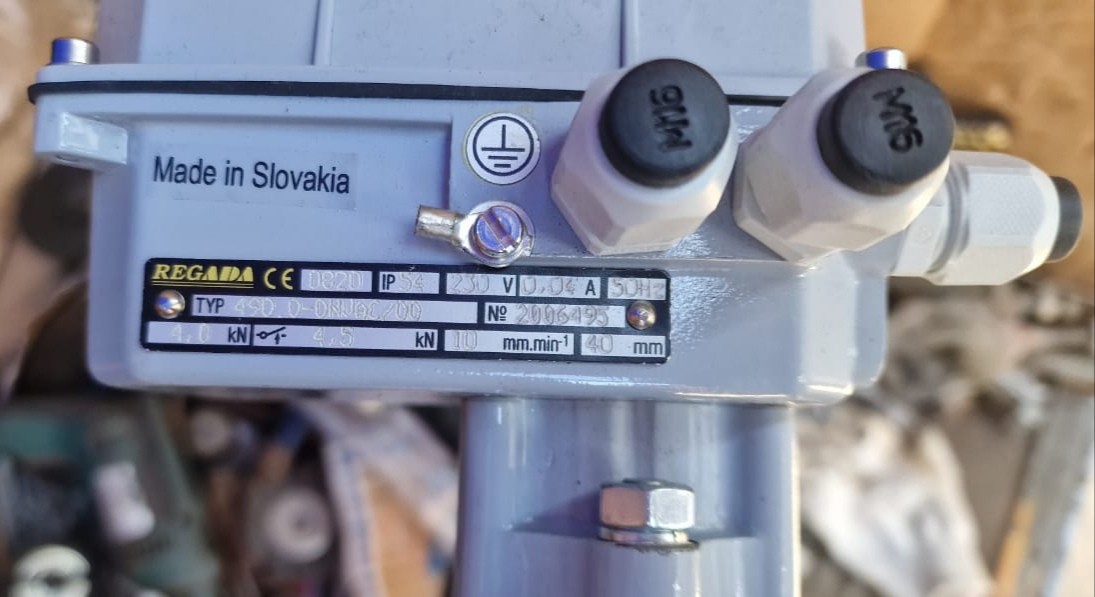 M16
M16
Made in Slovakia
REGADA CE 0820 IP 54 230 V 0,04 A 50Hz
TYP № 2006495
4,0 kN 4,5 kN 10 mm.min-1 40 mm